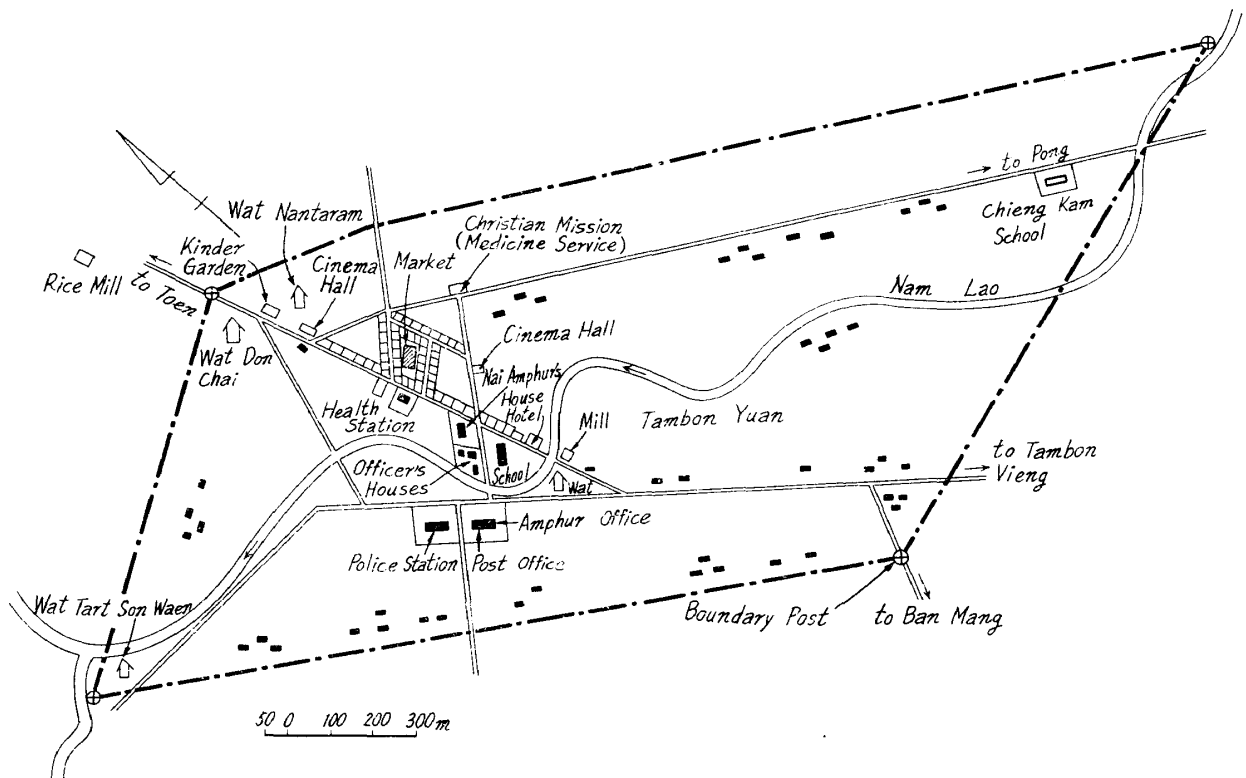 to Pong
Chieng Kam
School
Wat Nantaram
Christian Mission
(Medicine Service)
Kinder
Garden
Cinema
Hall
Market
Rice Mill
to Toen
Nam Lao
Cinema Hall
Wat Don
Chai
Nai Amphur's
House
Hotel
Mill
Tambon Yuan
Health
Station
to Tambon
Vieng
Officer's
Houses
School
Wat
Amphur Office
Police Station
Post Office
Wat Tart Son Waen
Boundary Post
to Ban Mang
50 0 100 200 300m